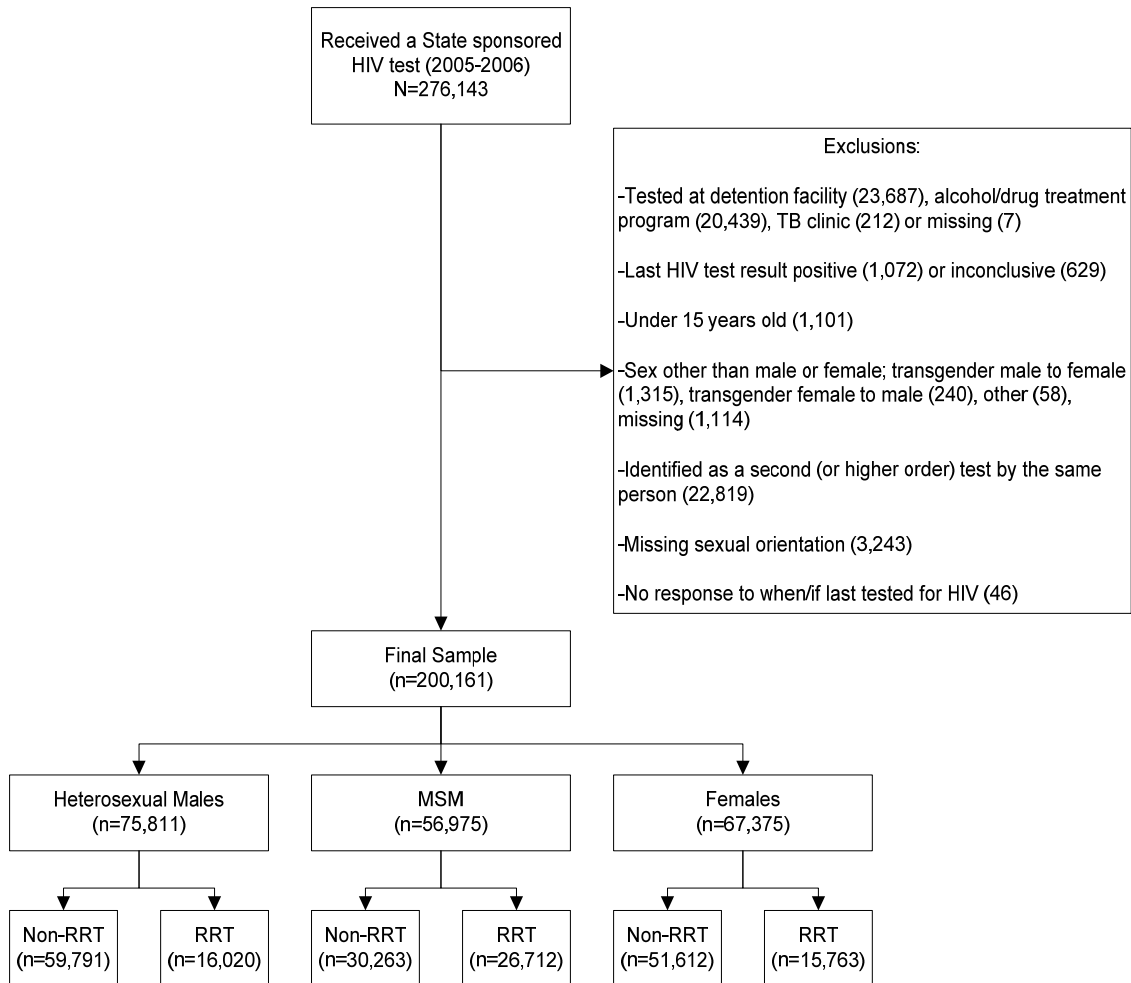 Received a State sponsored
HIV test (2005-2006)
N=276,143
Exclusions:
-Tested at detention facility (23,687), alcohol/drug treatment
program (20,439), TB clinic (212) or missing (7)
-Last HIV test result positive (1,072) or inconclusive (629)
-Under 15 years old (1,101)
-Sex other than male or female; transgender male to female
(1,315), transgender female to male (240), other (58),
missing (1,114)
-Identified as a second (or higher order) test by the same
person (22,819)
-Missing sexual orientation (3,243)
-No response to when/if last tested for HIV (46)
Final Sample
(n=200,161)
Heterosexual Males
(n=75,811)
MSM
(n=56,975)
Females
(n=67,375)
Non-RRT
(n=59,791)
RRT
(n=16,020)
Non-RRT
(n=30,263)
RRT
(n=26,712)
Non-RRT
(n=51,612)
RRT
(n=15,763)